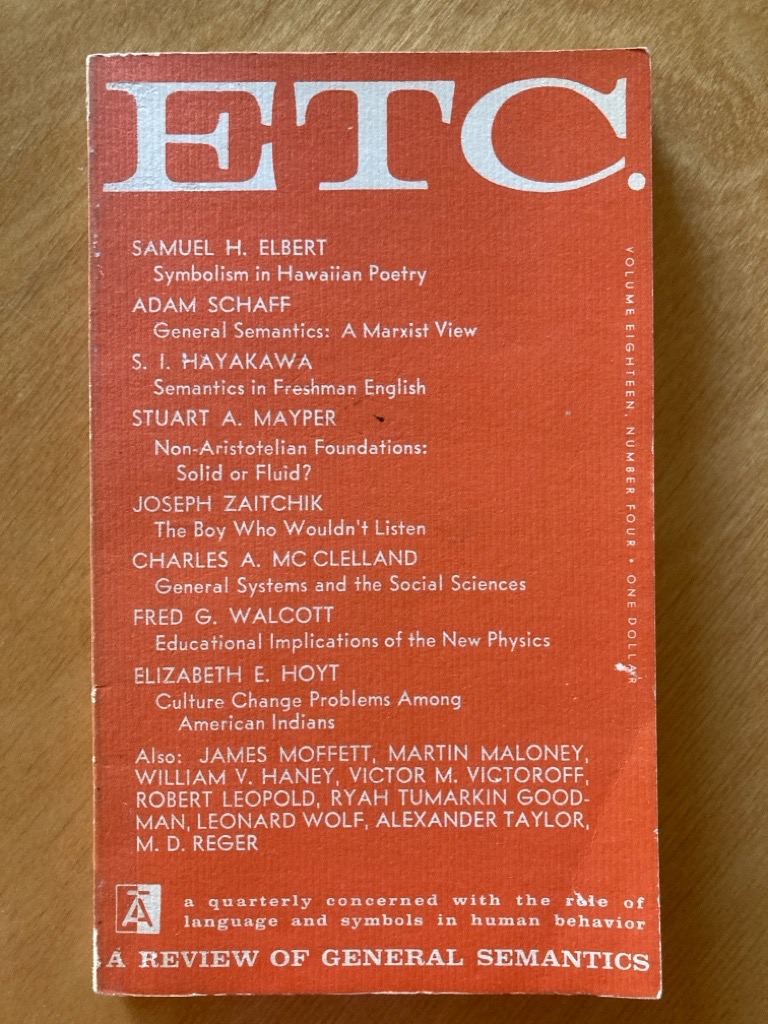 ETC.
SAMUEL H. ELBERT
Symbolism in Hawaiian Poetry
ADAM SCHAFF
General Semantics: A Marxist View
S. I. HAYAKAWA
Semantics in Freshman English
STUART A. MAYPER
Non-Aristotelian Foundations:
Solid or Fluid?
JOSEPH ZAITCHIK
The Boy Who Wouldn't Listen
CHARLES A. MC CLELLAND
General Systems and the Social Sciences
FRED G. WALCOTT
Educational Implications of the New Physics
ELIZABETH E. HOYT
Culture Change Problems Among
American Indians
Also: JAMES MOFFETT, MARTIN MALONEY,
WILLIAM V. HANEY, VICTOR M. VICTOROFF,
ROBERT LEOPOLD, RYAH TUMARKIN GOOD-
MAN, LEONARD WOLF, ALEXANDER TAYLOR,
M. D. REGER
VOLUME EIGHTEEN, NUMBER FOUR • ONE DOLLAR
Ā
a quarterly concerned with the role of
language and symbols in human behavior
A REVIEW OF GENERAL SEMANTICS